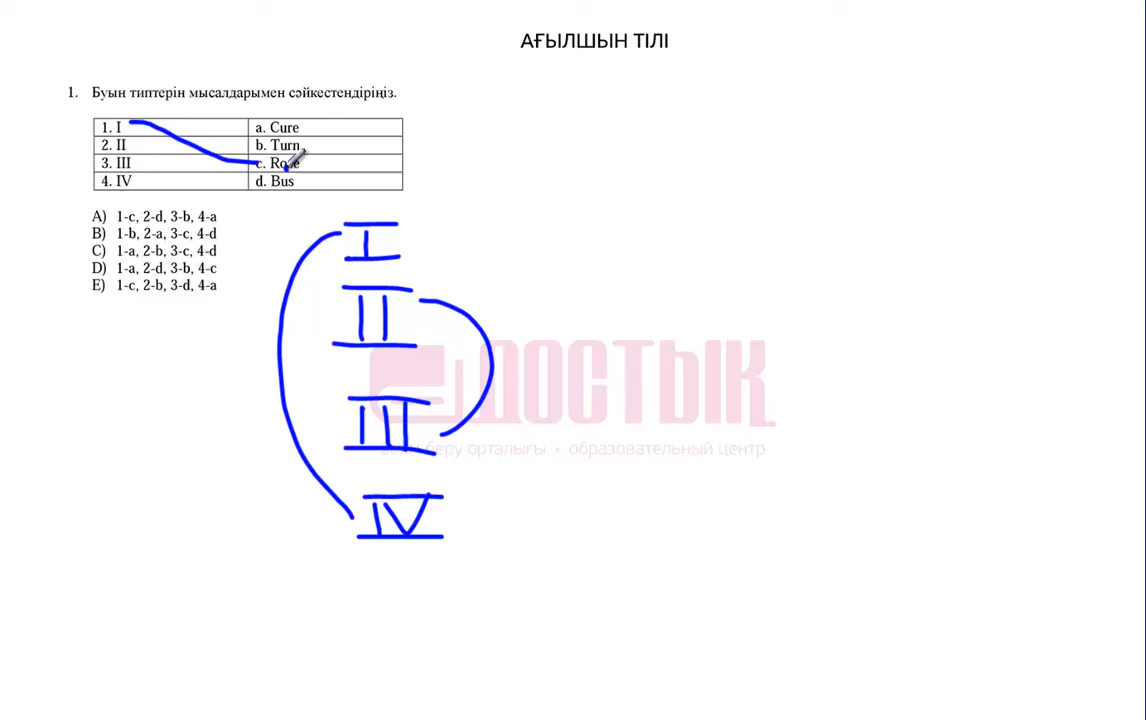 АҒЫЛШЫН ТІЛІ
1. Буын типтерін мысалдарымен сәйкестендіріңіз.
1. I a. Cure
2. II b. Turn
3. III c.
4. IV d. Bus
A) 1-c, 2-d, 3-b, 4-a
B) 1-b, 2-a, 3-c, 4-d
C) 1-a, 2-b, 3-c, 4-d
D) 1-a, 2-d, 3-b, 4-c
E) 1-c, 2-b, 3-d, 4-a
I
II
III
IV
ДОСТЫҚ
беру орталығы • образовательный центр